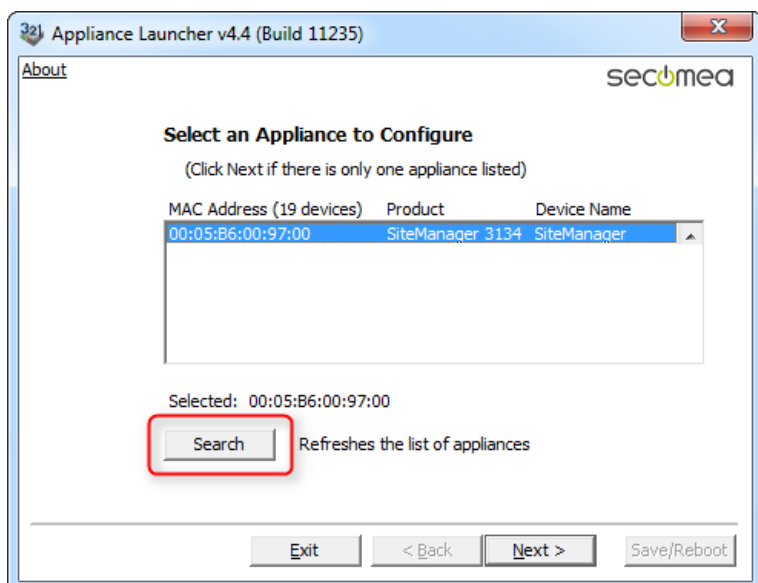 Appliance Launcher v4.4 (Build 11235)
About
secomea
Select an Appliance to Configure
(Click Next if there is only one appliance listed)
MAC Address (19 devices) Product Device Name
00:05:B6:00:97:00 SiteManager 3134 SiteManager
Selected: 00:05:B6:00:97:00
Search Refreshes the list of appliances
Exit < Back Next > Save/Reboot